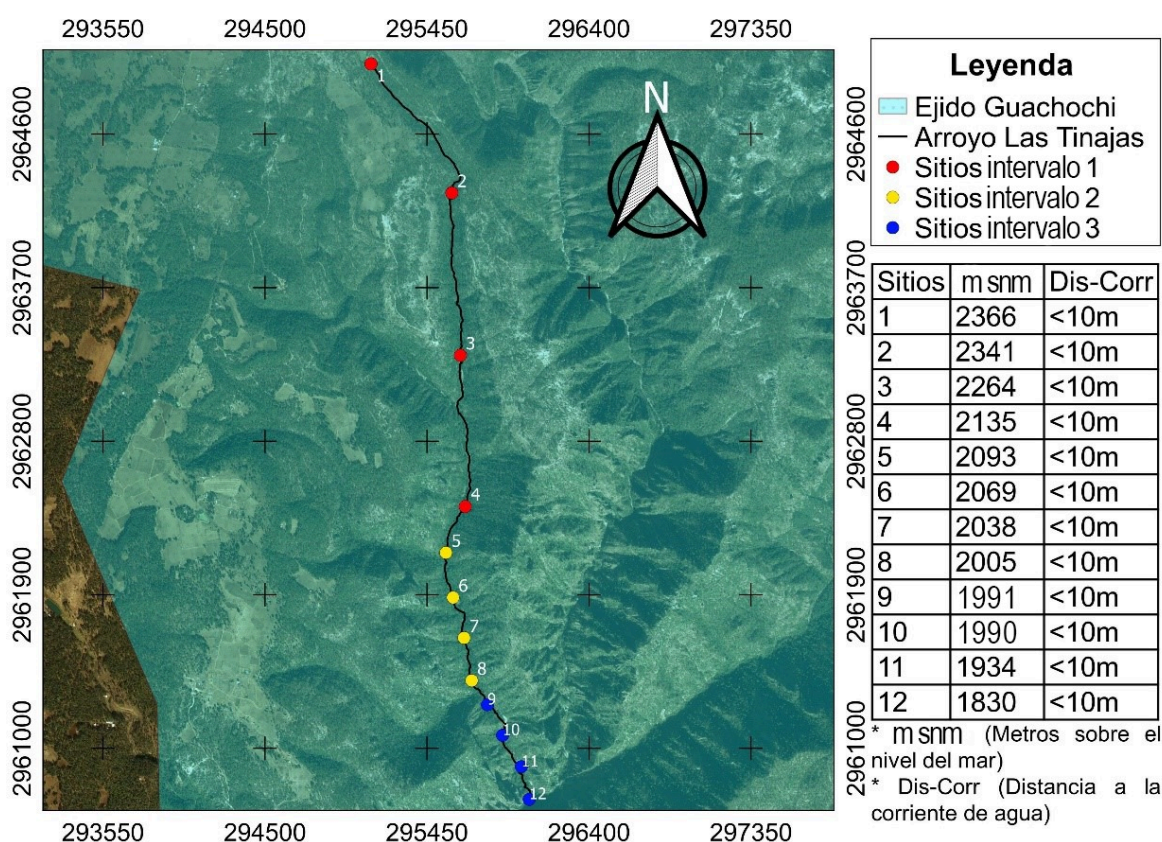 293550 294500 295450 296400 297350
2964600
2963700
2962800
2961900
2961000
N
1
2
3
4
5
6
7
8
9
10
11
12
2964600
2963700
2962800
2961900
2961000
293550 294500 295450 296400 297350
Leyenda
Ejido Guachochi
Arroyo Las Tinajas
Sitios intervalo 1
Sitios intervalo 2
Sitios intervalo 3
Sitios m snm Dis-Corr
1 2366 <10m
2 2341 <10m
3 2264 <10m
4 2135 <10m
5 2093 <10m
6 2069 <10m
7 2038 <10m
8 2005 <10m
9 1991 <10m
10 1990 <10m
11 1934 <10m
12 1830 <10m
* m snm (Metros sobre el
nivel del mar)
* Dis-Corr (Distancia a la
corriente de agua)